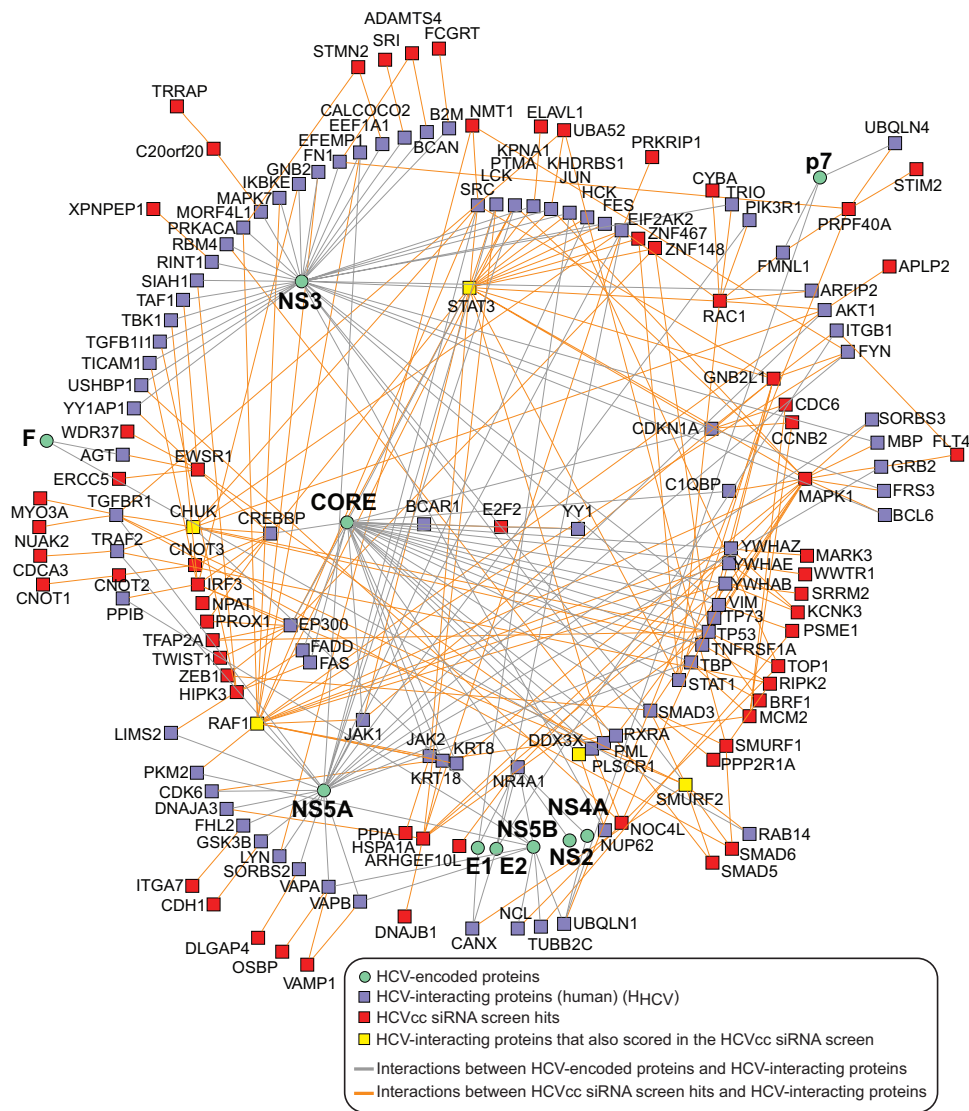 ADAMTS4
SRI
FCGRT
STMN2
TRRAP
CALCOCO2
B2M
NMT1
ELAVL1
EEF1A1
UBA52
UBQLN4
EFEMP1
BCAN
KPNA1
PRKRIP1
p7
C20orf20
FN1
PTMA
KHDRBS1
GNB2
LCK
JUN
CYBA
STIM2
IKBKE
SRC
HCK
TRIO
XPNPEP1
MAPK7
FES
PIK3R1
MORF4L1
EIF2AK2
PRPF40A
PRKACA
ZNF467
RBM4
ZNF148
RINT1
FMNL1
APLP2
SIAH1
NS3
ARFIP2
TAF1
STAT3
RAC1
AKT1
TBK1
ITGB1
TGFB1I1
FYN
TICAM1
GNB2L1
USHBP1
CDC6
YY1AP1
SORBS3
F
WDR37
CDKN1A
CCNB2
MBP
FLT4
AGT
EWSR1
GRB2
ERCC5
C1QBP
MAPK1
FRS3
TGFBR1
CORE
MYO3A
CHUK
CREBBP
BCAR1
E2F2
YY1
BCL6
NUAK2
TRAF2
YWHAZ
CDCA3
CNOT3
YWHAE
MARK3
CNOT1
CNOT2
IRF3
YWHAB
WWTR1
PPIB
NPAT
VIM
SRRM2
PROX1
EP300
TP73
KCNK3
TFAP2A
FADD
TP53
PSME1
TWIST1
FAS
TNFRSF1A
ZEB1
TBP
TOP1
HIPK3
STAT1
RIPK2
RAF1
SMAD3
BRF1
LIMS2
JAK1
RXRA
MCM2
JAK2
DDX3X
PML
SMURF1
PKM2
KRT8
PLSCR1
PPP2R1A
CDK6
KRT18
NR4A1
DNAJA3
NS5A
NS4A
SMURF2
FHL2
PPIA
NS5B
NOC4L
RAB14
GSK3B
HSPA1A
NUP62
LYN
ARHGEF10L
E1
E2
NS2
SMAD6
SORBS2
SMAD5
ITGA7
VAPA
CDH1
VAPB
NCL
UBQLN1
DLGAP4
DNAJB1
CANX
TUBB2C
OSBP
VAMP1
HCV-encoded proteins
HCV-interacting proteins (human) (HHCV)
HCVcc siRNA screen hits
HCV-interacting proteins that also scored in the HCVcc siRNA screen
Interactions between HCV-encoded proteins and HCV-interacting proteins
Interactions between HCVcc siRNA screen hits and HCV-interacting proteins